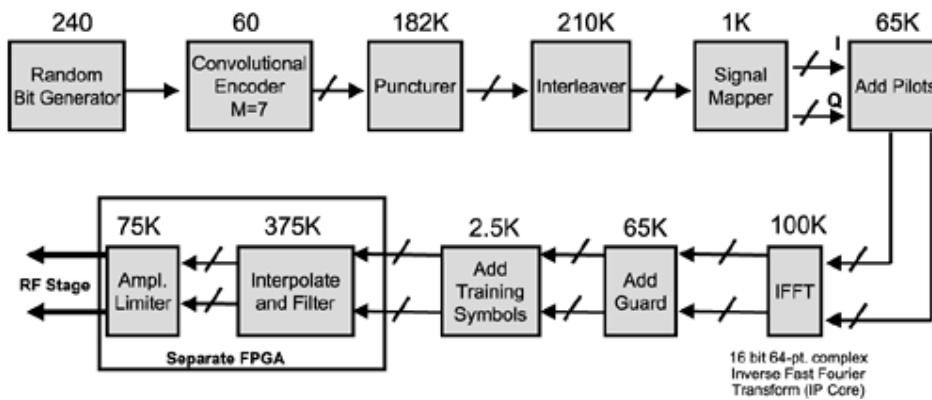 240
60
182K
210K
1K
65K
Random
Bit Generator
Convolutional
Encoder
M=7
Puncturer
Interleaver
Signal
Mapper
I
Q
Add Pilots
75K
375K
2.5K
65K
100K
RF Stage
Ampl.
Limiter
Interpolate
and Filter
Add
Training
Symbols
Add
Guard
IFFT
Separate FPGA
16 bit 64-pt. complex
Inverse Fast Fourier
Transform (IP Core)